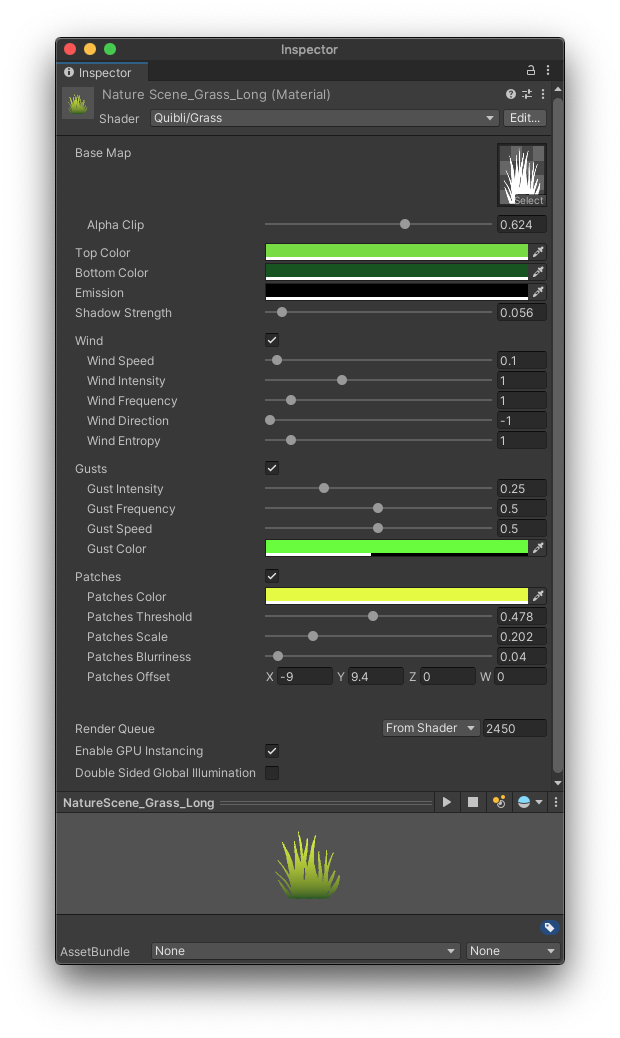 Inspector
Inspector
Nature Scene_Grass_Long (Material)
Shader Quibli/Grass Edit...
Base Map
Select
Alpha Clip 0.624
Top Color
Bottom Color
Emission
Shadow Strength 0.056
Wind
Wind Speed 0.1
Wind Intensity 1
Wind Frequency 1
Wind Direction -1
Wind Entropy 1
Gusts
Gust Intensity 0.25
Gust Frequency 0.5
Gust Speed 0.5
Gust Color
Patches
Patches Color
Patches Threshold 0.478
Patches Scale 0.202
Patches Blurriness 0.04
Patches Offset X -9 Y 9.4 Z 0 W 0
Render Queue From Shader 2450
Enable GPU Instancing
Double Sided Global Illumination
NatureScene_Grass_Long
AssetBundle None None